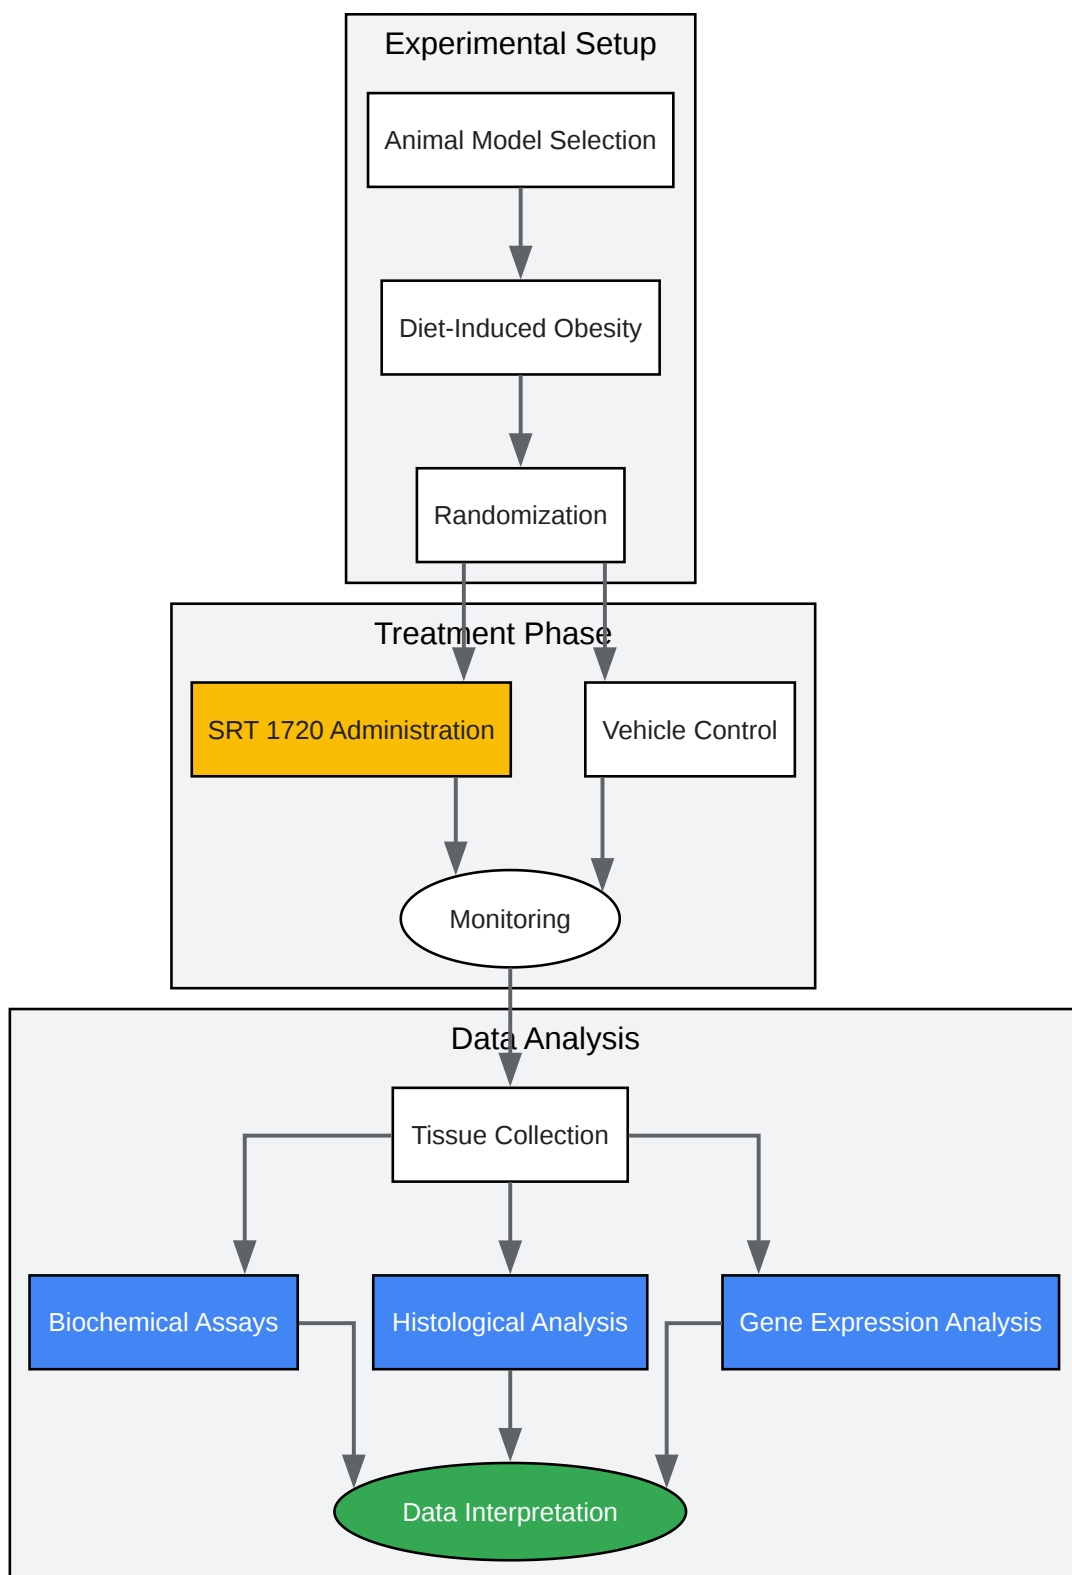 Experimental Setup
Animal Model Selection
Diet-Induced Obesity
Randomization
Treatment Phase
SRT 1720 Administration
Vehicle Control
Monitoring
Data Analysis
Tissue Collection
Biochemical Assays
Histological Analysis
Gene Expression Analysis
Data Interpretation